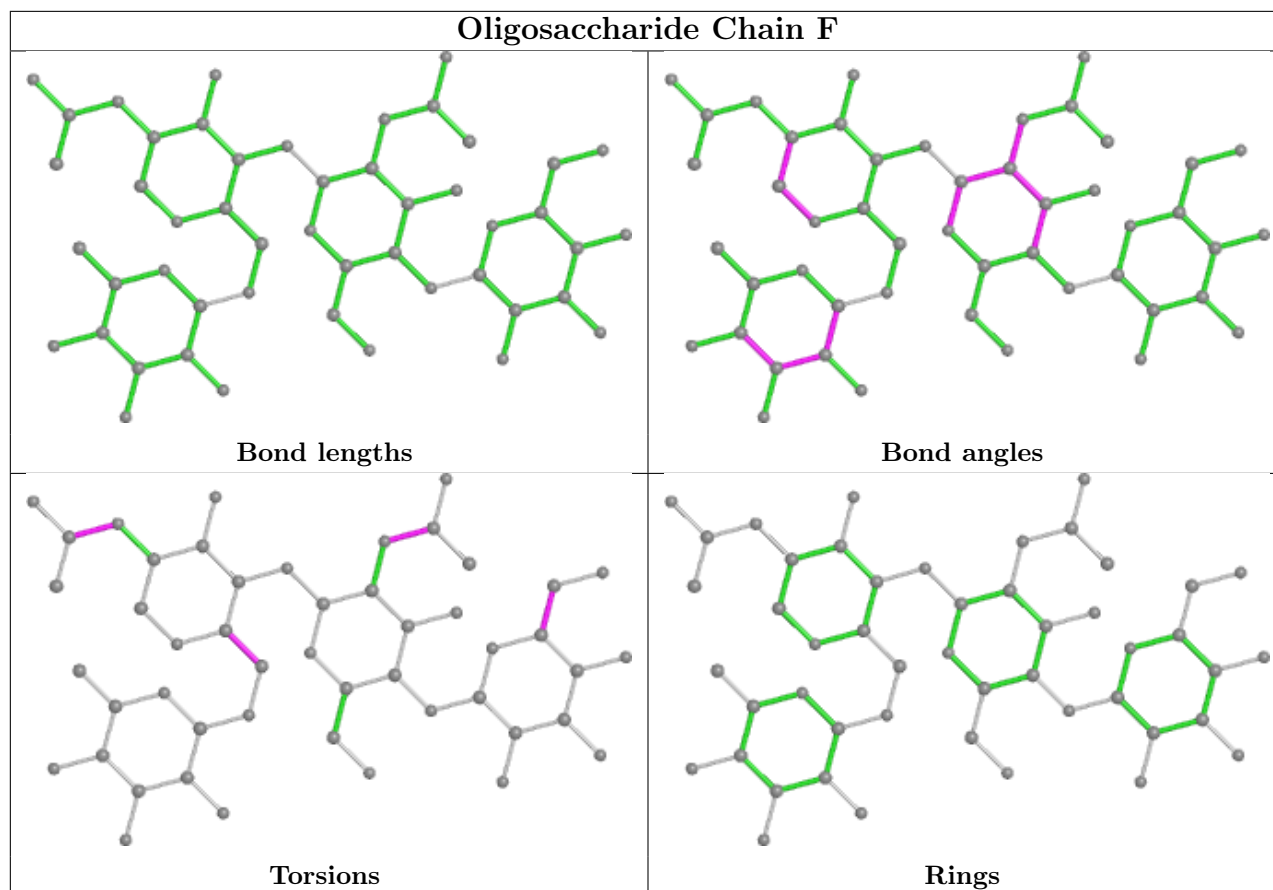 Oligosaccharide Chain F
Bond lengths
Bond angles
Torsions
Rings